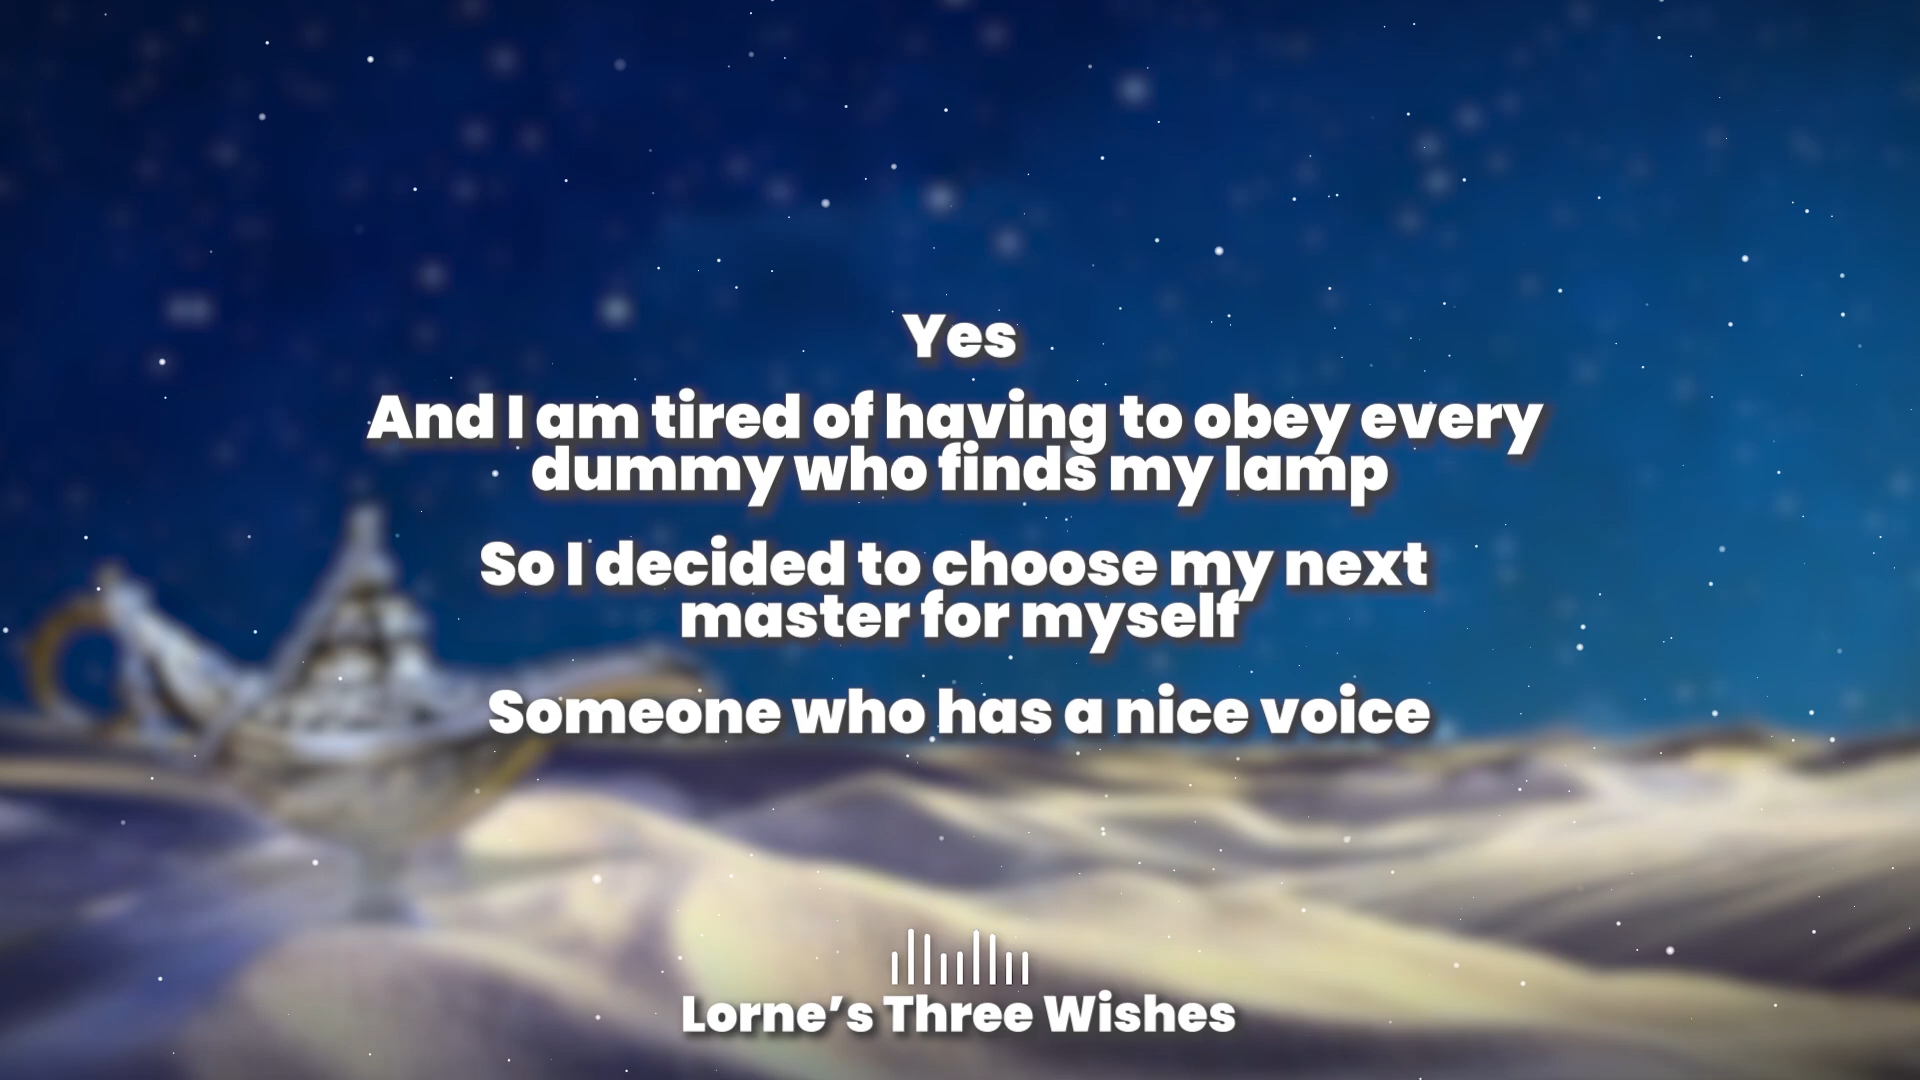 Yes
And I am tired of having to obey every
dummy who finds my lamp
So I decided to choose my next
master for myself
Someone who has a nice voice
Lorne’s Three Wishes